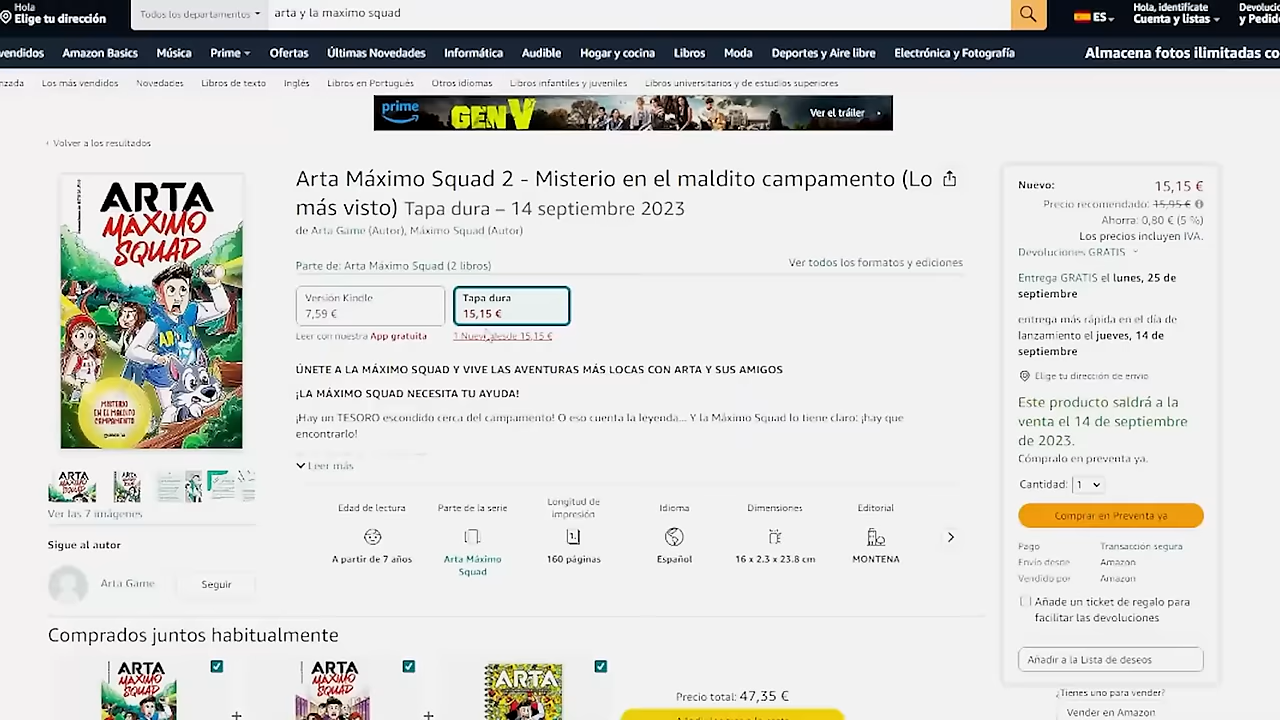 Hola
Elige tu dirección
Todos los departamentos
arta y la maximo squad
ES
Hola, identifícate
Cuenta y listas
Devoluc
y Pedid
vendidos Amazon Basics Música Prime Ofertas Últimas Novedades Informática Audible Hogar y cocina Libros Moda Deportes y Aire libre Electrónica y Fotografía Almacena fotos ilimitadas co
nzada Los más vendidos Novedades Libros de texto Inglés Libros en Portugués Otros idiomas Libros infantiles y juveniles Libros universitarios y de estudios superiores
prime
GEN V
Ver el tráiler
‹ Volver a los resultados
ARTA
MÁXIMO
SQUAD
MISTERIO
EN EL MALDITO
CAMPAMENTO
Ver las 7 imágenes
Sigue al autor
Arta Game
Seguir
Arta Máximo Squad 2 - Misterio en el maldito campamento (Lo
más visto) Tapa dura – 14 septiembre 2023
de Arta Game (Autor), Máximo Squad (Autor)
Parte de: Arta Máximo Squad (2 libros)
Ver todos los formatos y ediciones
Versión Kindle
7,59 €
Tapa dura
15,15 €
Leer con nuestra App gratuita
1 Nuevo desde 15,15 €
ÚNETE A LA MÁXIMO SQUAD Y VIVE LAS AVENTURAS MÁS LOCAS CON ARTA Y SUS AMIGOS
¡LA MÁXIMO SQUAD NECESITA TU AYUDA!
¡Hay un TESORO escondido cerca del campamento! O eso cuenta la leyenda... Y la Máximo Squad lo tiene claro: ¡hay que
encontrarlo!
Leer más
Edad de lectura
A partir de 7 años
Parte de la serie
Arta Máximo
Squad
Longitud de
impresión
160 páginas
Idioma
Español
Dimensiones
16 x 2.3 x 23.8 cm
Editorial
MONTENA
Nuevo: 15,15 €
Precio recomendado: 15,95 €
Ahorra: 0,80 € (5 %)
Los precios incluyen IVA.
Devoluciones GRATIS
Entrega GRATIS el lunes, 25 de
septiembre
entrega más rápida en el día de
lanzamiento el jueves, 14 de
septiembre
Elige tu dirección de envío
Este producto saldrá a la
venta el 14 de septiembre
de 2023.
Cómpralo en preventa ya.
Cantidad: 1
Comprar en Preventa ya
Pago Transacción segura
Envío desde Amazon
Vendido por Amazon
Añade un ticket de regalo para
facilitar las devoluciones
Añadir a la Lista de deseos
¿Tienes uno para vender?
Vender en Amazon
Comprados juntos habitualmente
ARTA
MÁXIMO
SQUAD
+
ARTA
MÁXIMO
SQUAD
+
ARTA
Precio total: 47,35 €